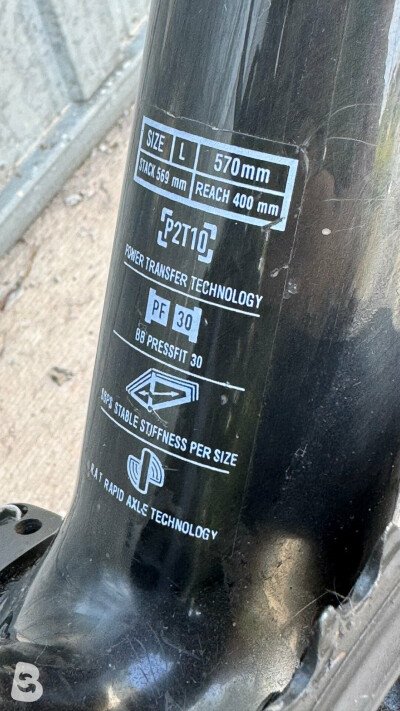 SIZE L 570mm
STACK 569 mm REACH 400 mm
P2T10
POWER TRANSFER TECHNOLOGY
PF 30
BB PRESSFIT 30
STABLE STIFFNESS PER SIZE
RAPID AXLE TECHNOLOGY
B